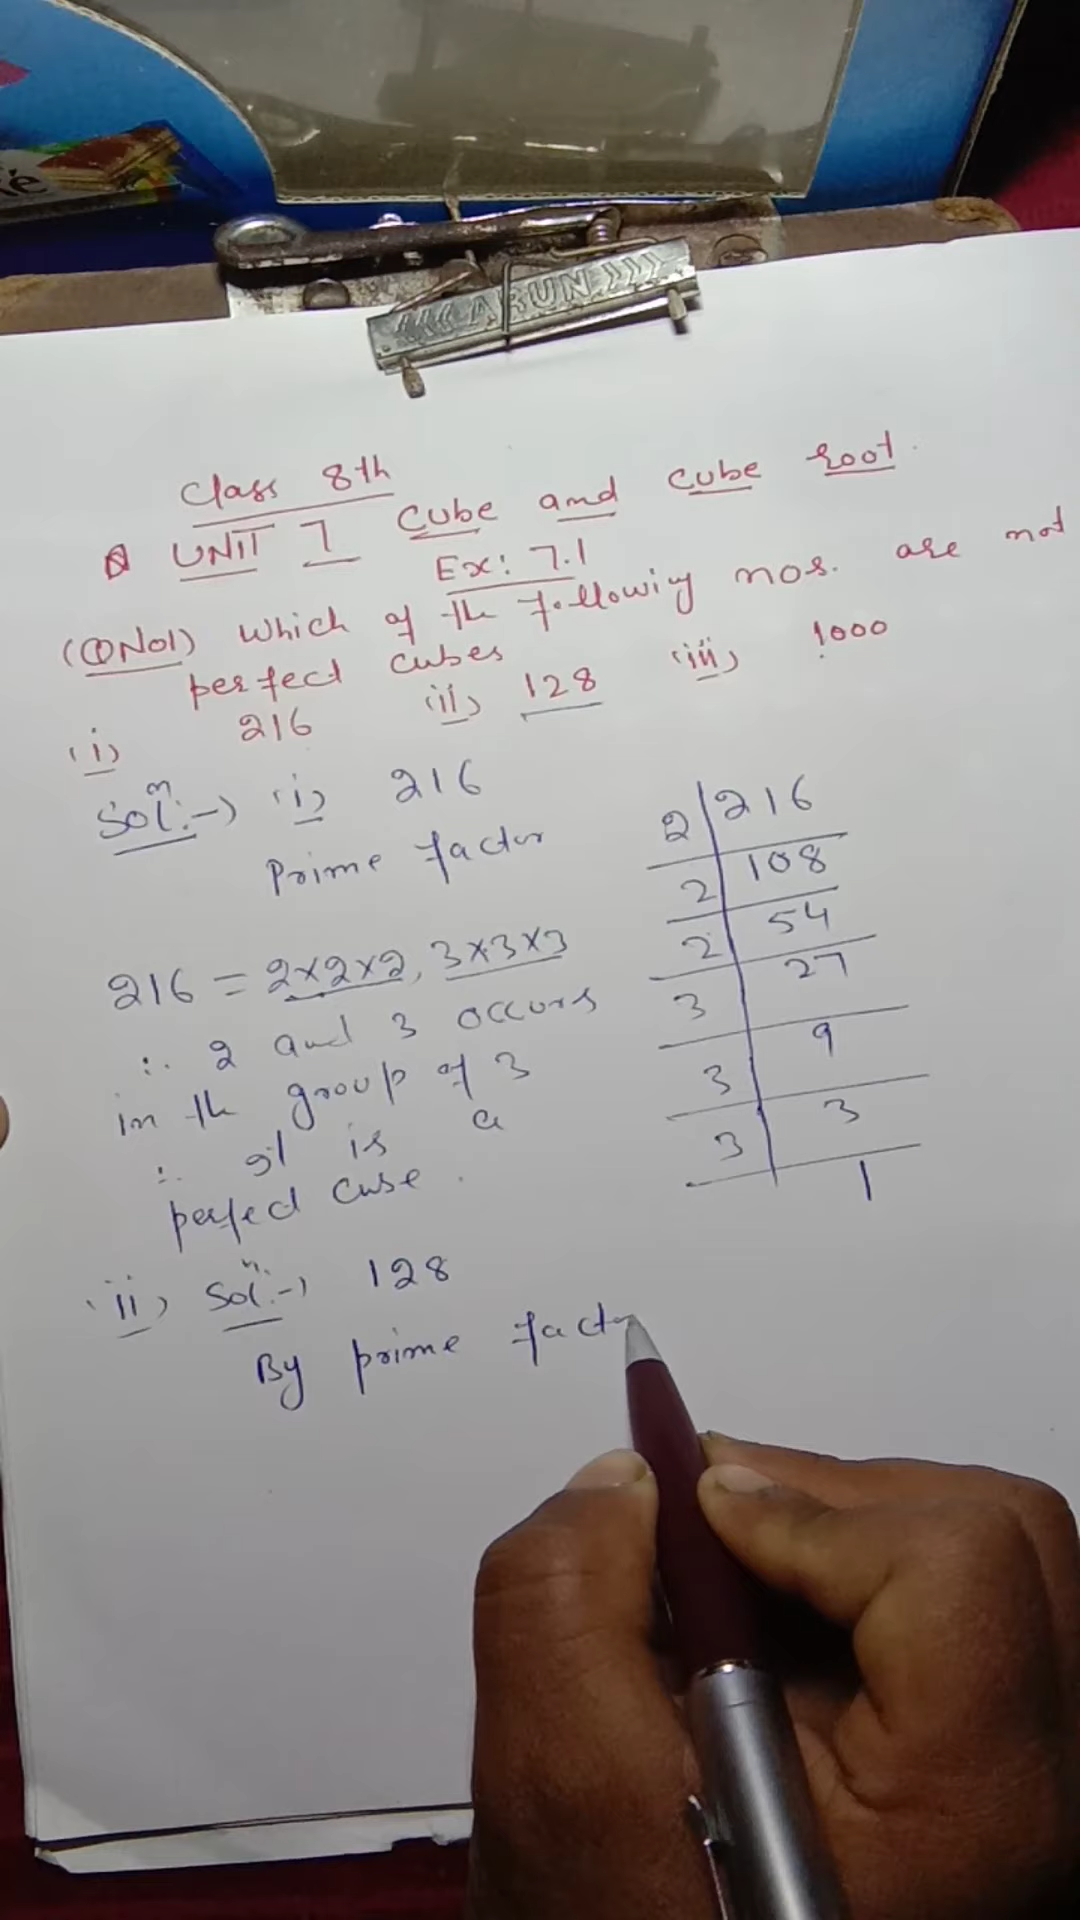 <<< ARUN >>>
Class 8th
UNIT 7 Cube and Cube root.
Ex: 7.1
(QNo1) Which of the following nos. are not
perfect cubes
(i) 216 (ii) 128 (iii) 1000
Soln:-) (i) 216
Prime factor
216 = 2×2×2, 3×3×3
∴ 2 and 3 occurs
in the group of 3
∴ It is a
perfect cube.
2 | 216
2 | 108
2 | 54
3 | 27
3 | 9
3 | 3
1
(ii) Soln:-) 128
By prime facto